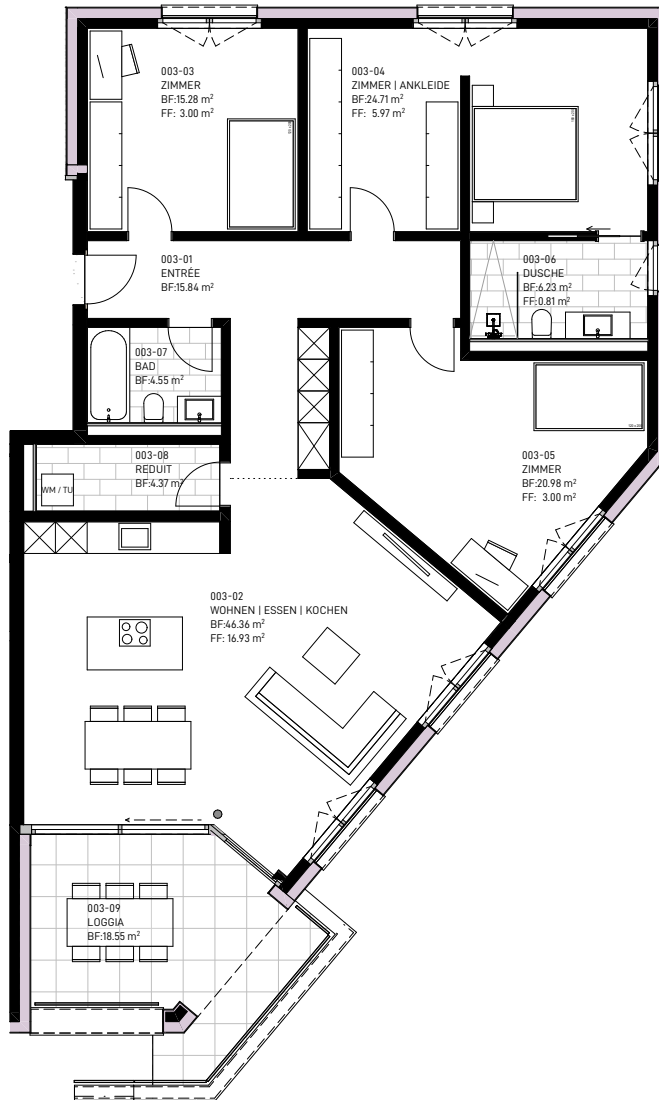 003-03
ZIMMER
BF:15.28 m²
FF: 3.00 m²
003-04
ZIMMER | ANKLEIDE
BF:24.71 m²
FF: 5.97 m²
003-01
ENTRÉE
BF:15.84 m²
003-06
DUSCHE
BF:6.23 m²
FF:0.81 m²
003-07
BAD
BF:4.55 m²
003-08
REDUIT
BF:4.37 m²
WM / TU
003-05
ZIMMER
BF:20.98 m²
FF: 3.00 m²
003-02
WOHNEN | ESSEN | KOCHEN
BF:46.36 m²
FF: 16.93 m²
003-09
LOGGIA
BF:18.55 m²